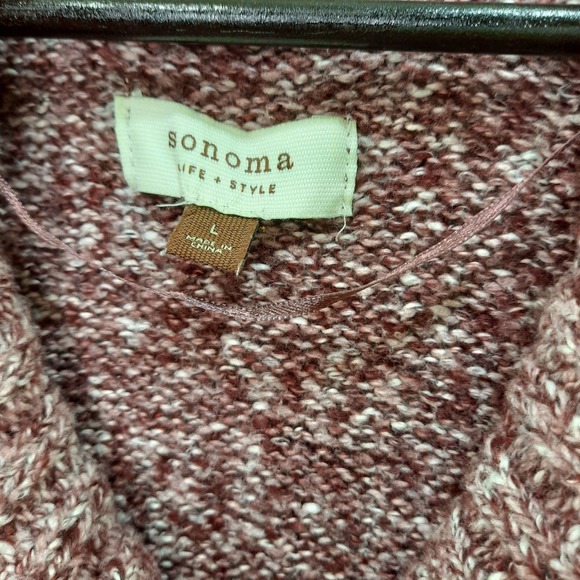 sonoma
LIFE + STYLE
L
MADE IN
CHINA